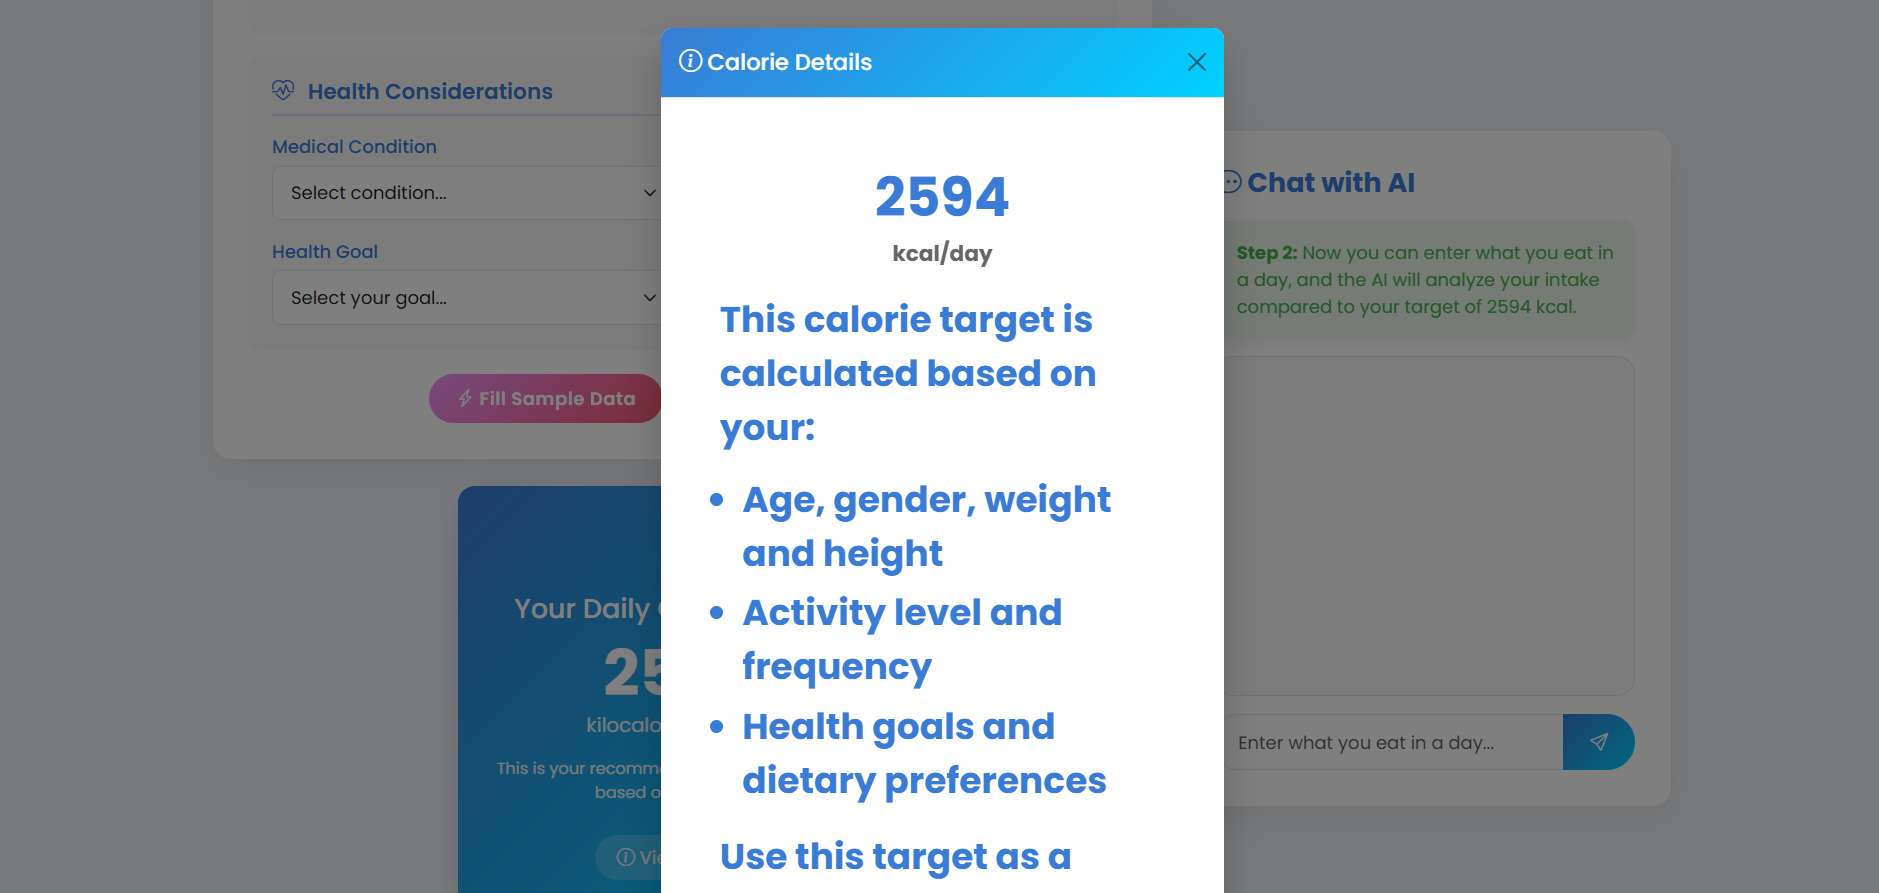 Health Considerations
Medical Condition
Select condition...
Health Goal
Select your goal...
Fill Sample Data
Your Daily
25
kilocalo
This is your recomm
based o
Calorie Details
2594
kcal/day
This calorie target is
calculated based on
your:
• Age, gender, weight
and height
• Activity level and
frequency
• Health goals and
dietary preferences
Use this target as a
Chat with AI
Step 2: Now you can enter what you eat in
a day, and the AI will analyze your intake
compared to your target of 2594 kcal.
Enter what you eat in a day...